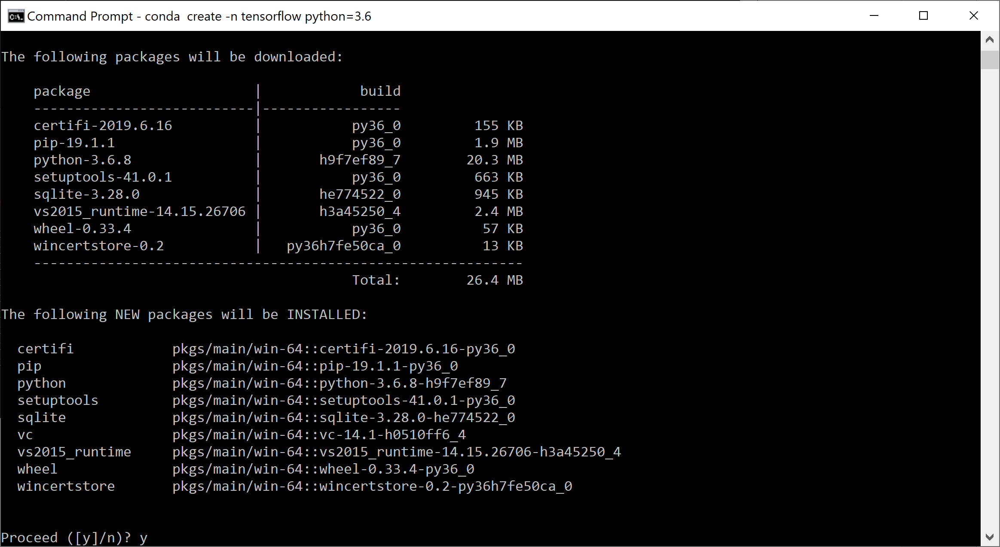 Command Prompt - conda  create -n tensorflow python=3.6
The following packages will be downloaded:
    package                    |            build
    ---------------------------|-----------------
    certifi-2019.6.16          |           py36_0         155 KB
    pip-19.1.1                 |           py36_0         1.9 MB
    python-3.6.8               |       h9f7ef89_7        20.3 MB
    setuptools-41.0.1          |           py36_0         663 KB
    sqlite-3.28.0              |       he774522_0         945 KB
    vs2015_runtime-14.15.26706 |       h3a45250_4         2.4 MB
    wheel-0.33.4               |           py36_0          57 KB
    wincertstore-0.2           |   py36h7fe50ca_0          13 KB
    ------------------------------------------------------------
                                           Total:        26.4 MB
The following NEW packages will be INSTALLED:
  certifi            pkgs/main/win-64::certifi-2019.6.16-py36_0
  pip                pkgs/main/win-64::pip-19.1.1-py36_0
  python             pkgs/main/win-64::python-3.6.8-h9f7ef89_7
  setuptools         pkgs/main/win-64::setuptools-41.0.1-py36_0
  sqlite             pkgs/main/win-64::sqlite-3.28.0-he774522_0
  vc                 pkgs/main/win-64::vc-14.1-h0510ff6_4
  vs2015_runtime     pkgs/main/win-64::vs2015_runtime-14.15.26706-h3a45250_4
  wheel              pkgs/main/win-64::wheel-0.33.4-py36_0
  wincertstore       pkgs/main/win-64::wincertstore-0.2-py36h7fe50ca_0
Proceed ([y]/n)? y